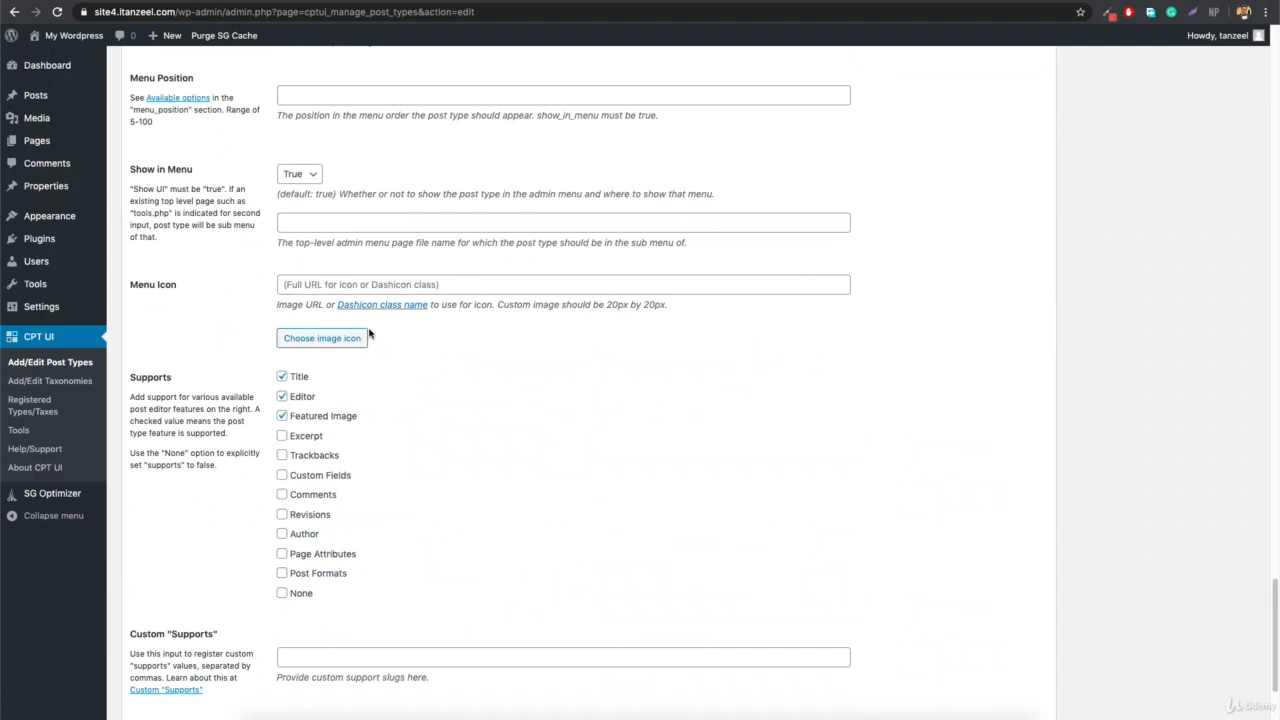 site4.itanzeel.com/wp-admin/admin.php?page=cptui_manage_post_types&action=edit
My Wordpress
0
New
Purge SG Cache
Howdy, tanzeel
Dashboard
Posts
Media
Pages
Comments
Properties
Appearance
Plugins
Users
Tools
Settings
CPT UI
Add/Edit Post Types
Add/Edit Taxonomies
Registered
Types/Taxes
Tools
Help/Support
About CPT UI
SG Optimizer
Collapse menu
Menu Position
See Available options in the
"menu_position" section. Range of
5-100
The position in the menu order the post type should appear. show_in_menu must be true.
Show in Menu
"Show UI" must be "true". If an
existing top level page such as
"tools.php" is indicated for second
input, post type will be sub menu
of that.
True
(default: true) Whether or not to show the post type in the admin menu and where to show that menu.
The top-level admin menu page file name for which the post type should be in the sub menu of.
Menu Icon
(Full URL for icon or Dashicon class)
Image URL or Dashicon class name to use for icon. Custom image should be 20px by 20px.
Choose image icon
Supports
Add support for various available
post editor features on the right. A
checked value means the post
type feature is supported.
Use the "None" option to explicitly
set "supports" to false.
Title
Editor
Featured Image
Excerpt
Trackbacks
Custom Fields
Comments
Revisions
Author
Page Attributes
Post Formats
None
Custom "Supports"
Use this input to register custom
"supports" values, separated by
commas. Learn about this at
Custom "Supports"
Provide custom support slugs here.
Udemy